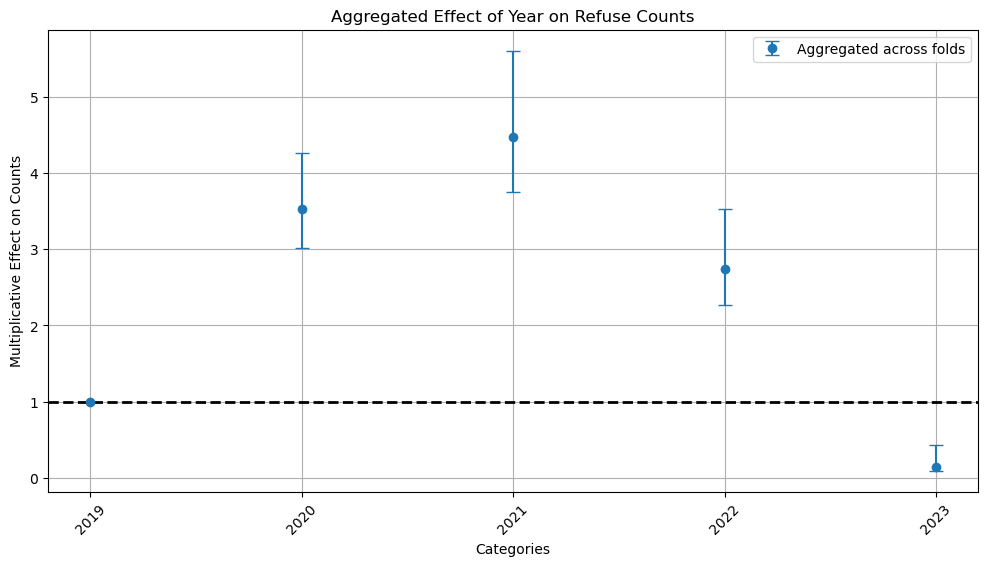 Aggregated Effect of Year on Refuse Counts
Aggregated across folds
Multiplicative Effect on Counts
5
4
3
2
1
0
2019
2020
2021
2022
2023
Categories